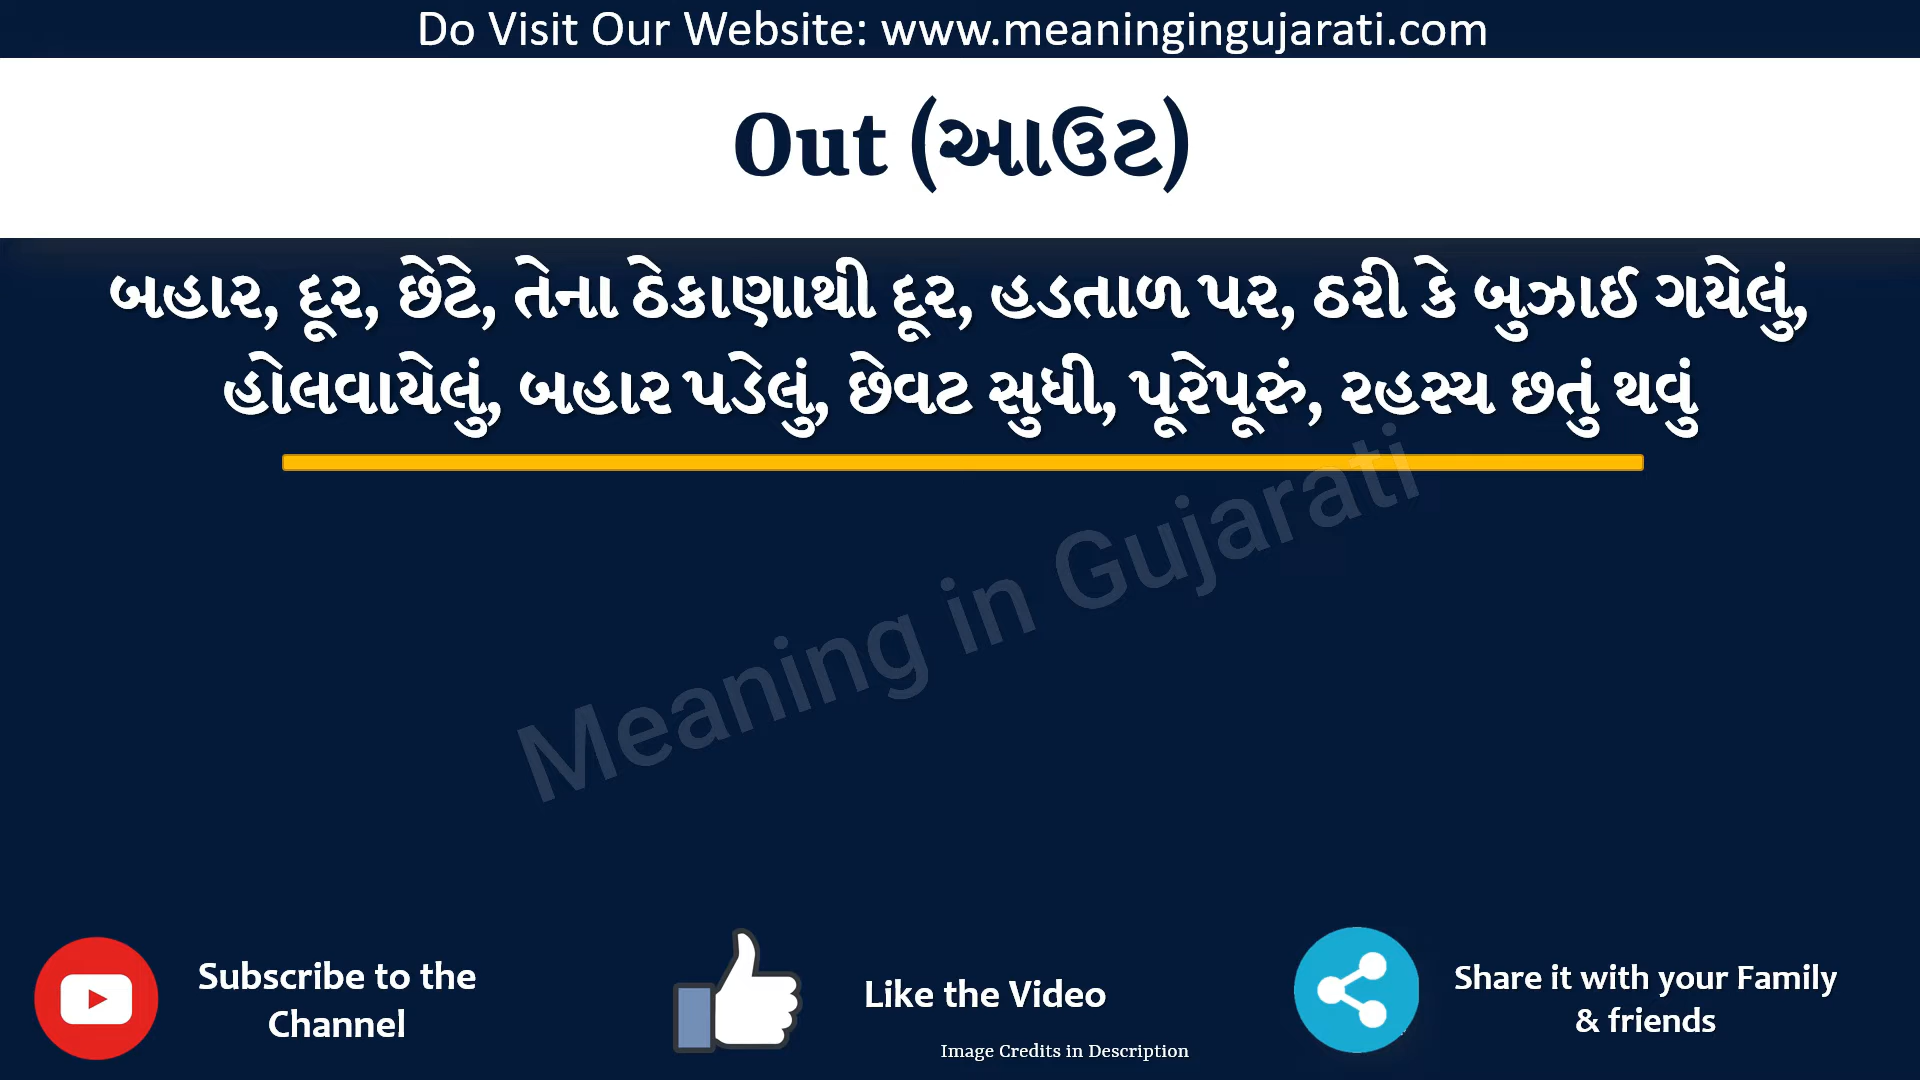 Do Visit Our Website: www.meaningingujarati.com
Out (આઉટ)
બહાર, દૂર, છેટે, તેના ઠેકાણાથી દૂર, હડતાળ પર, ઠરી કે બુઝાઈ ગયેલું,
હોલવાયેલું, બહાર પડેલું, છેવટ સુધી, પૂરેપૂરું, રહસ્ય છતું થવું
Meaning in Gujarati
Subscribe to the
Channel
Like the Video
Share it with your Family
& friends
Image Credits in Description